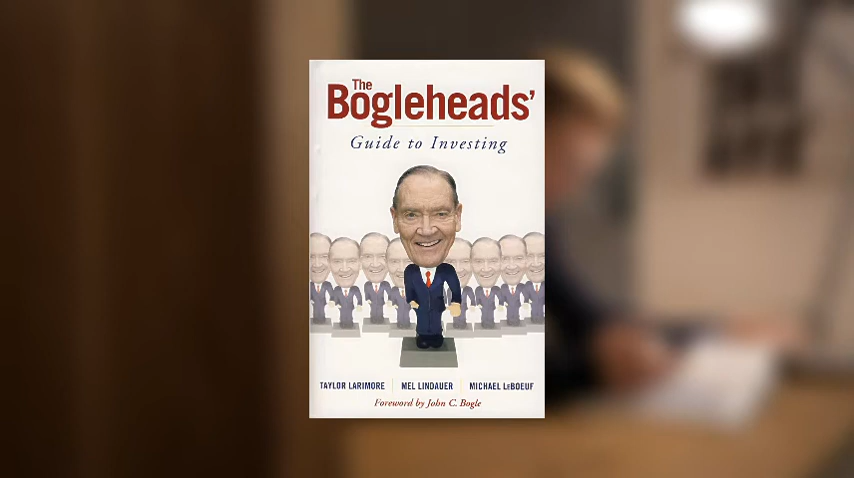 The
Bogleheads’
Guide to Investing
TAYLOR LARIMORE MEL LINDAUER MICHAEL LeBOEUF
Foreword by John C. Bogle